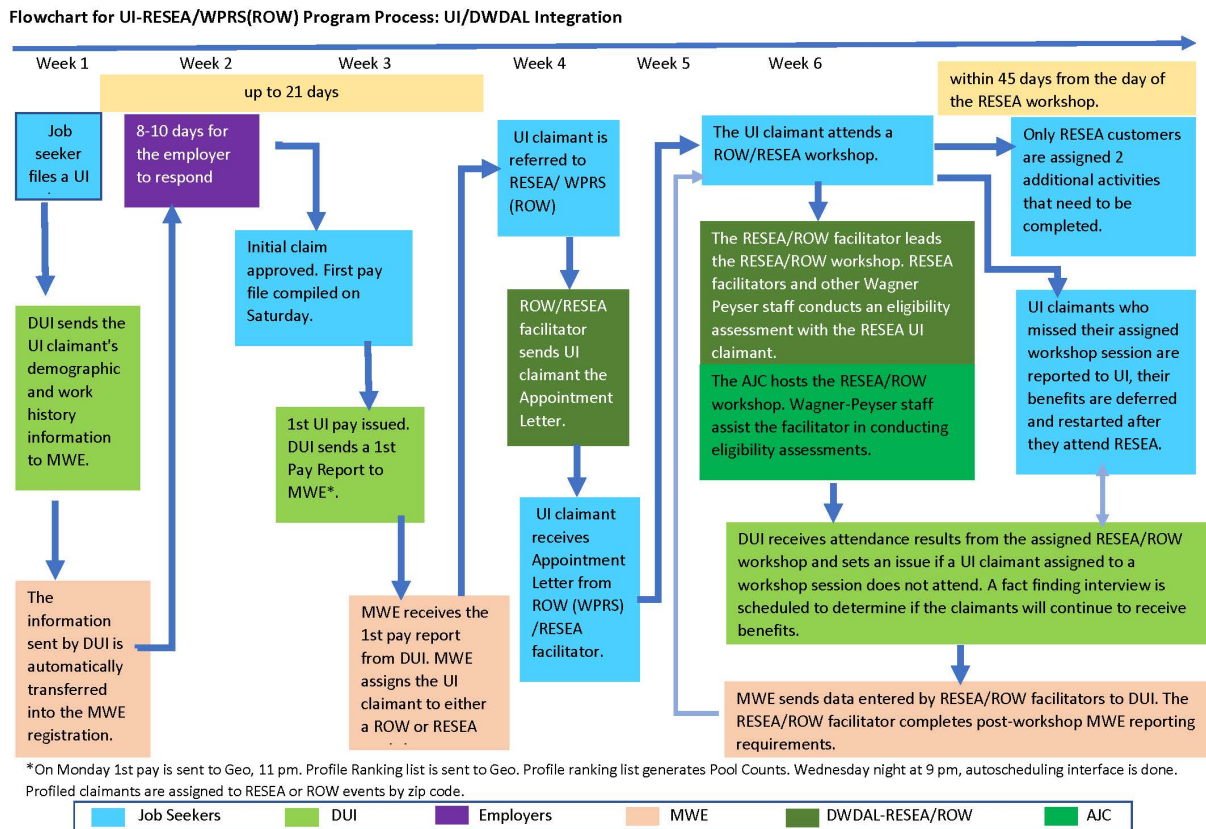 Flowchart for UI-RESEA/WPRS(ROW) Program Process: UI/DWDAL Integration
Week 1
Week 2
Week 3
Week 4
Week 5
Week 6
up to 21 days
within 45 days from the day of
the RESEA workshop.
Job
seeker
files a UI
8-10 days for
the employer
to respond
Initial claim
approved. First
pay
file compiled on
Saturday.
DUI sends the
UI claimant's
demographic
and work
history
information
to MWE.
1st UI pay issued.
DUI sends a 1st
Pay Report to
MWE*.
The
information
sent by DUI is
automatically
transferred
into the MWE
registration.
MWE receives the
1st pay report
from DUI. MWE
assigns the UI
claimant to either
a ROW or RESEA
UI claimant is
referred to
RESEA/ WPRS
(ROW)
ROW/RESEA
facilitator
sends UI
claimant the
Appointment
Letter.
UI claimant
receives
Appointment
Letter from
ROW (WPRS)
/RESEA
facilitator.
The UI claimant attends a
ROW/RESEA workshop.
Only RESEA customers
are assigned 2
additional activities
that need to be
completed.
The RESEA/ROW facilitator leads
the RESEA/ROW workshop. RESEA
facilitators and other Wagner
Peyser staff conducts an eligibility
assessment with the RESEA UI
claimant.
The AJC hosts the RESEA/ROW
workshop. Wagner-Peyser staff
assist the facilitator in conducting
eligibility assessments.
UI claimants who
missed their assigned
workshop session are
reported to UI, their
benefits are deferred
and restarted after
they attend RESEA.
DUI receives attendance results from the assigned RESEA/ROW
workshop and sets an issue if a UI claimant assigned to a
workshop session does not attend. A fact finding interview is
scheduled to determine if the claimants will continue to receive
benefits.
MWE sends data entered by RESEA/ROW facilitators to DUI. The
RESEA/ROW facilitator completes post-workshop MWE reporting
requirements.
*On Monday 1st pay is sent to Geo, 11 pm. Profile Ranking list is sent to Geo. Profile ranking list generates Pool Counts. Wednesday night at 9 pm, autoscheduling interface is done.
Profiled claimants are assigned to RESEA or ROW events by zip code.
Job Seekers
DUI
Employers
MWE
DWDAL-RESEA/ROW
AJC